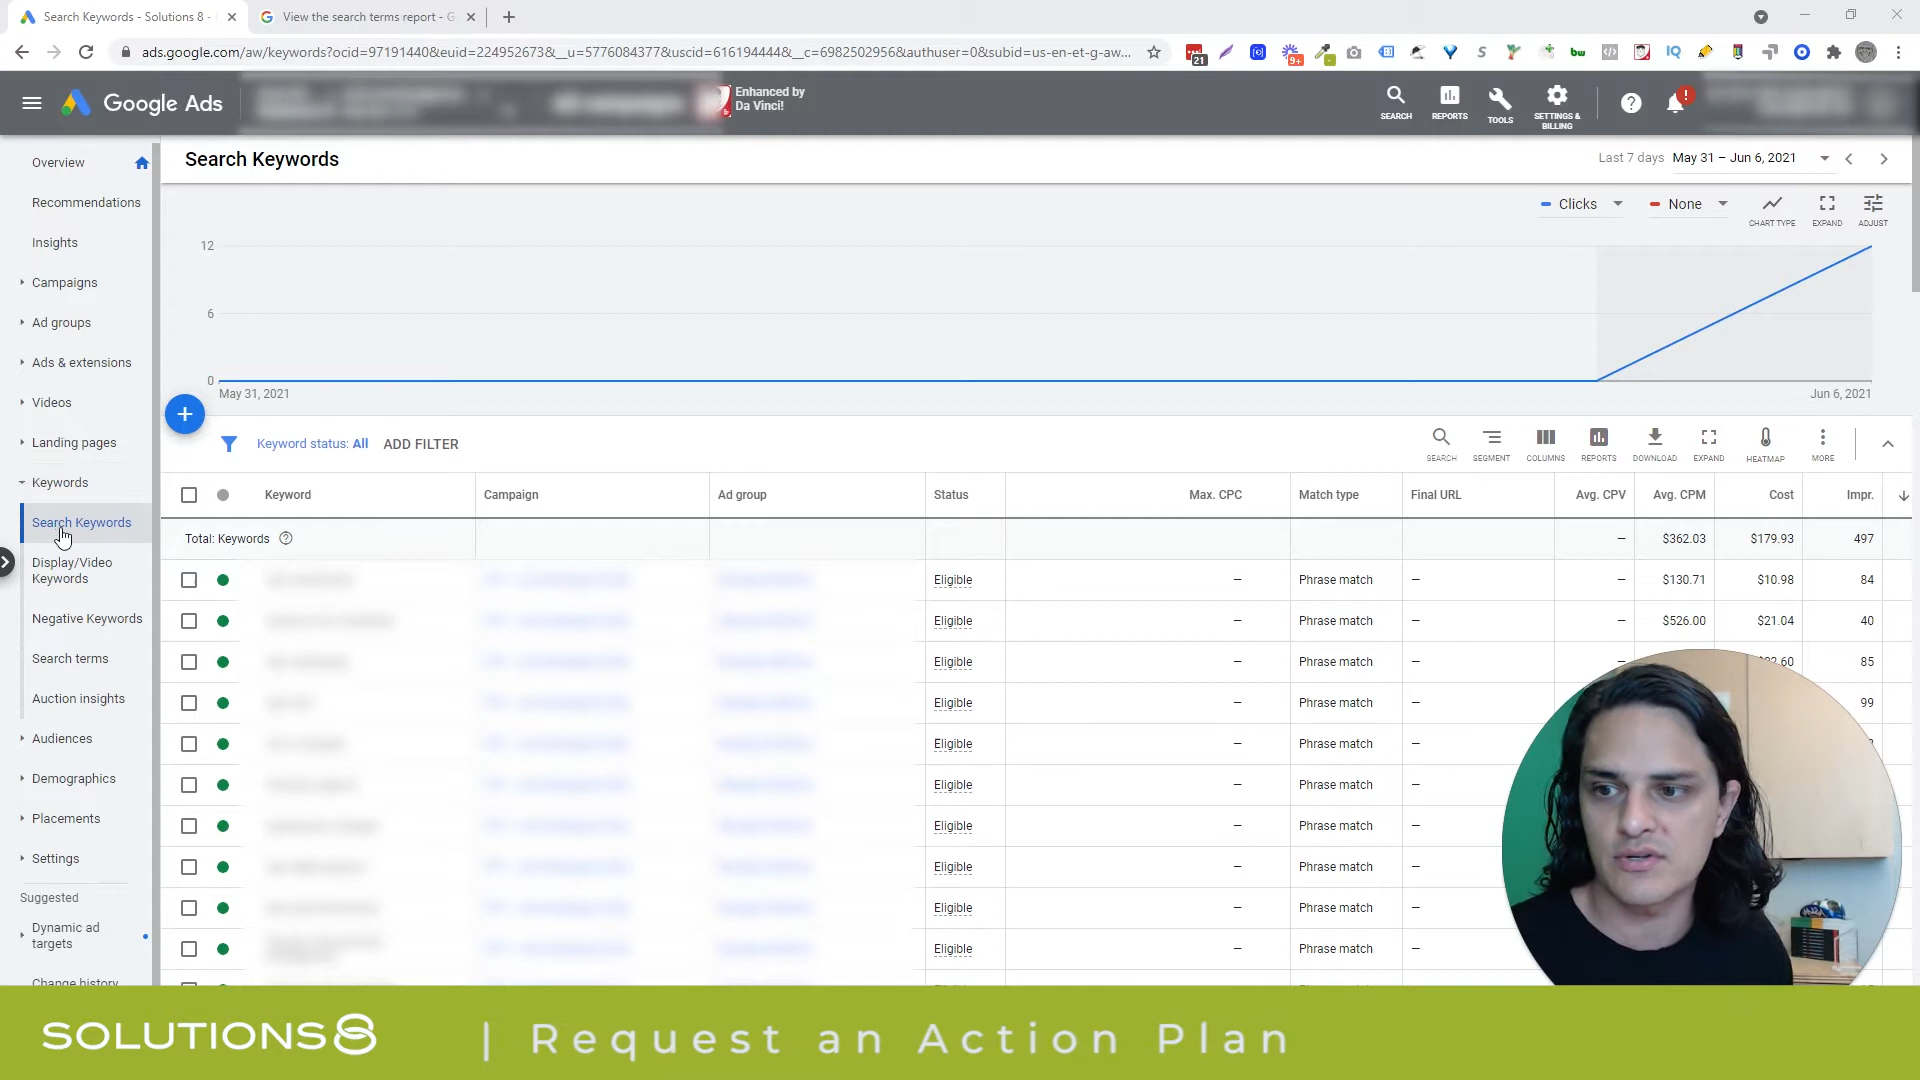 Search Keywords - Solutions 8 -
View the search terms report - G
ads.google.com/aw/keywords?ocid=97191440&euid=224952673&__u=5776084377&uscid=616194444&__c=6982502956&authuser=0&subid=us-en-et-g-aw...
21
9+
bw
IQ
Google Ads
Enhanced by
Da Vinci!
SEARCH
REPORTS
TOOLS
SETTINGS &
BILLING
Overview
Recommendations
Insights
Campaigns
Ad groups
Ads & extensions
Videos
Landing pages
Keywords
Search Keywords
Display/Video
Keywords
Negative Keywords
Search terms
Auction insights
Audiences
Demographics
Placements
Settings
Suggested
Dynamic ad
targets
Change history
Search Keywords
Last 7 days May 31 – Jun 6, 2021
Clicks
None
CHART TYPE
EXPAND
ADJUST
12
6
0
May 31, 2021
Jun 6, 2021
Keyword status: All ADD FILTER
SEARCH
SEGMENT
COLUMNS
REPORTS
DOWNLOAD
EXPAND
HEATMAP
MORE
Keyword Campaign Ad group Status Max. CPC Match type Final URL Avg. CPV Avg. CPM Cost Impr.
Total: Keywords — $362.03 $179.93 497
Eligible — Phrase match — — $130.71 $10.98 84
Eligible — Phrase match — — $526.00 $21.04 40
Eligible — Phrase match — 85
Eligible — Phrase match — 99
Eligible — Phrase match —
Eligible — Phrase match —
Eligible — Phrase match —
Eligible — Phrase match —
Eligible — Phrase match —
Eligible — Phrase match —
SOLUTIONS8 | Request an Action Plan